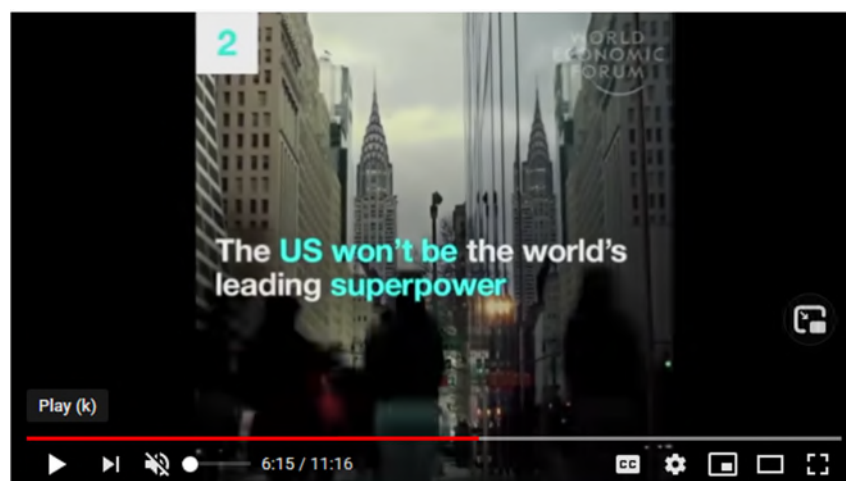 2
WORLD
ECONOMIC
FORUM
The US won't be the world's
leading superpower
Play (k)
6:15 / 11:16
CC